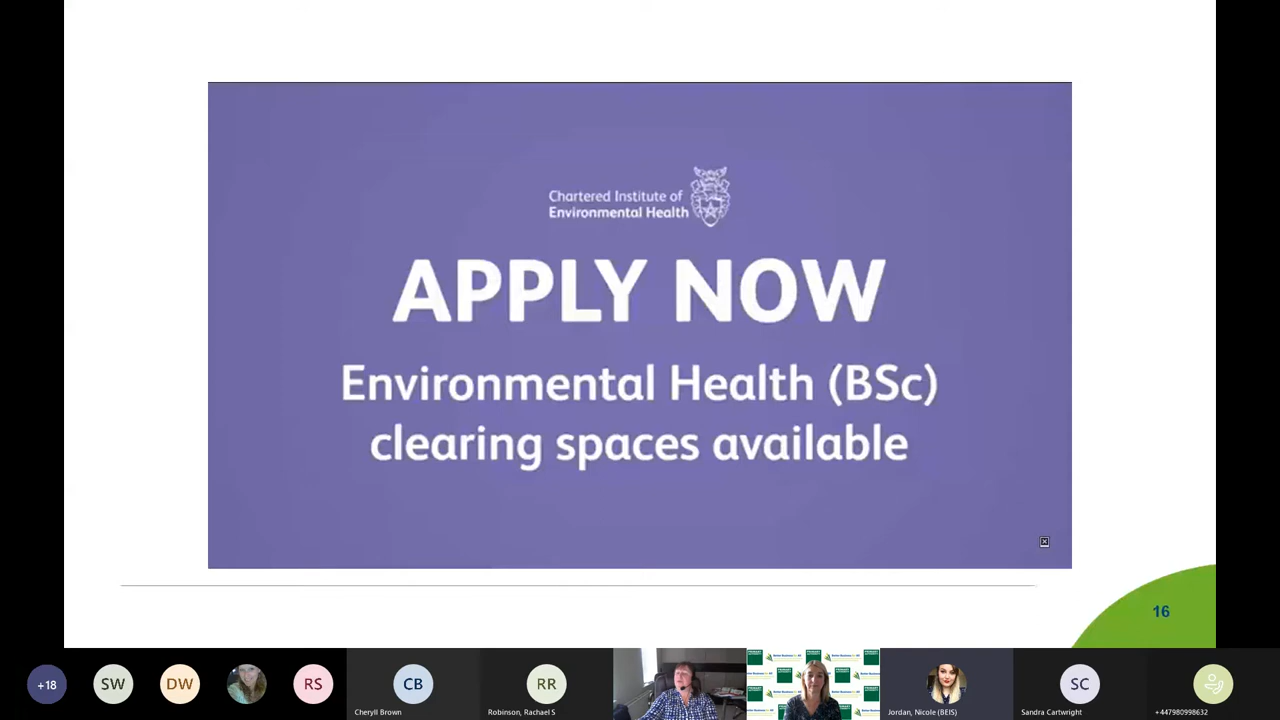 Chartered Institute of
Environmental Health
APPLY NOW
Environmental Health (BSc)
clearing spaces available
16
+18
SW
DW
RS
CB
Cheryll Brown
RR
Robinson, Rachael S
Jordan, Nicole (BEIS)
SC
Sandra Cartwright
+447980998632